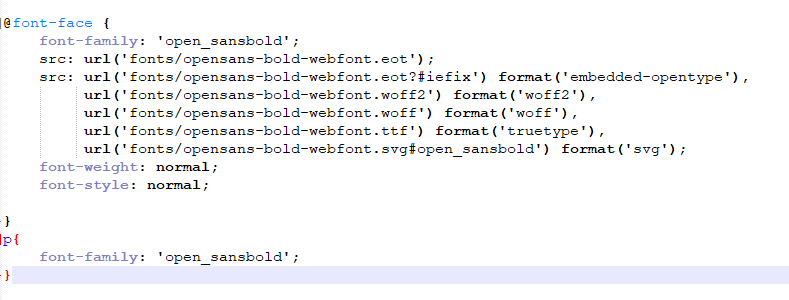 @font-face {
font-family: 'open_sansbold';
src: url('fonts/opensans-bold-webfont.eot');
src: url('fonts/opensans-bold-webfont.eot?#iefix') format('embedded-opentype'),
url('fonts/opensans-bold-webfont.woff2') format('woff2'),
url('fonts/opensans-bold-webfont.woff') format('woff'),
url('fonts/opensans-bold-webfont.ttf') format('truetype'),
url('fonts/opensans-bold-webfont.svg#open_sansbold') format('svg');
font-weight: normal;
font-style: normal;
}
p{
font-family: 'open_sansbold';
}